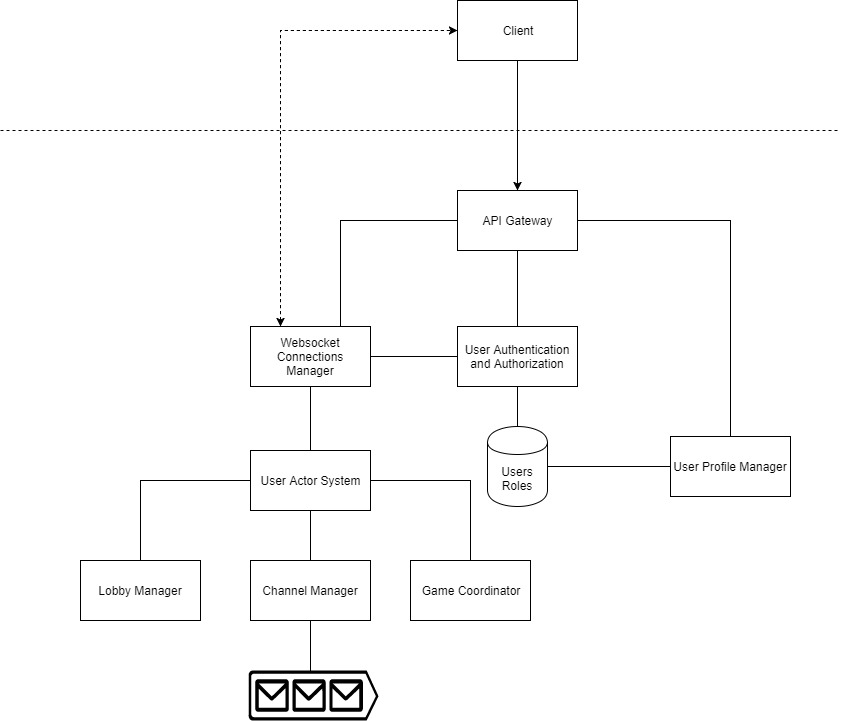 Client
API Gateway
Websocket
Connections
Manager
User Authentication
and Authorization
Users
Roles
User Profile Manager
User Actor System
Lobby Manager
Channel Manager
Game Coordinator